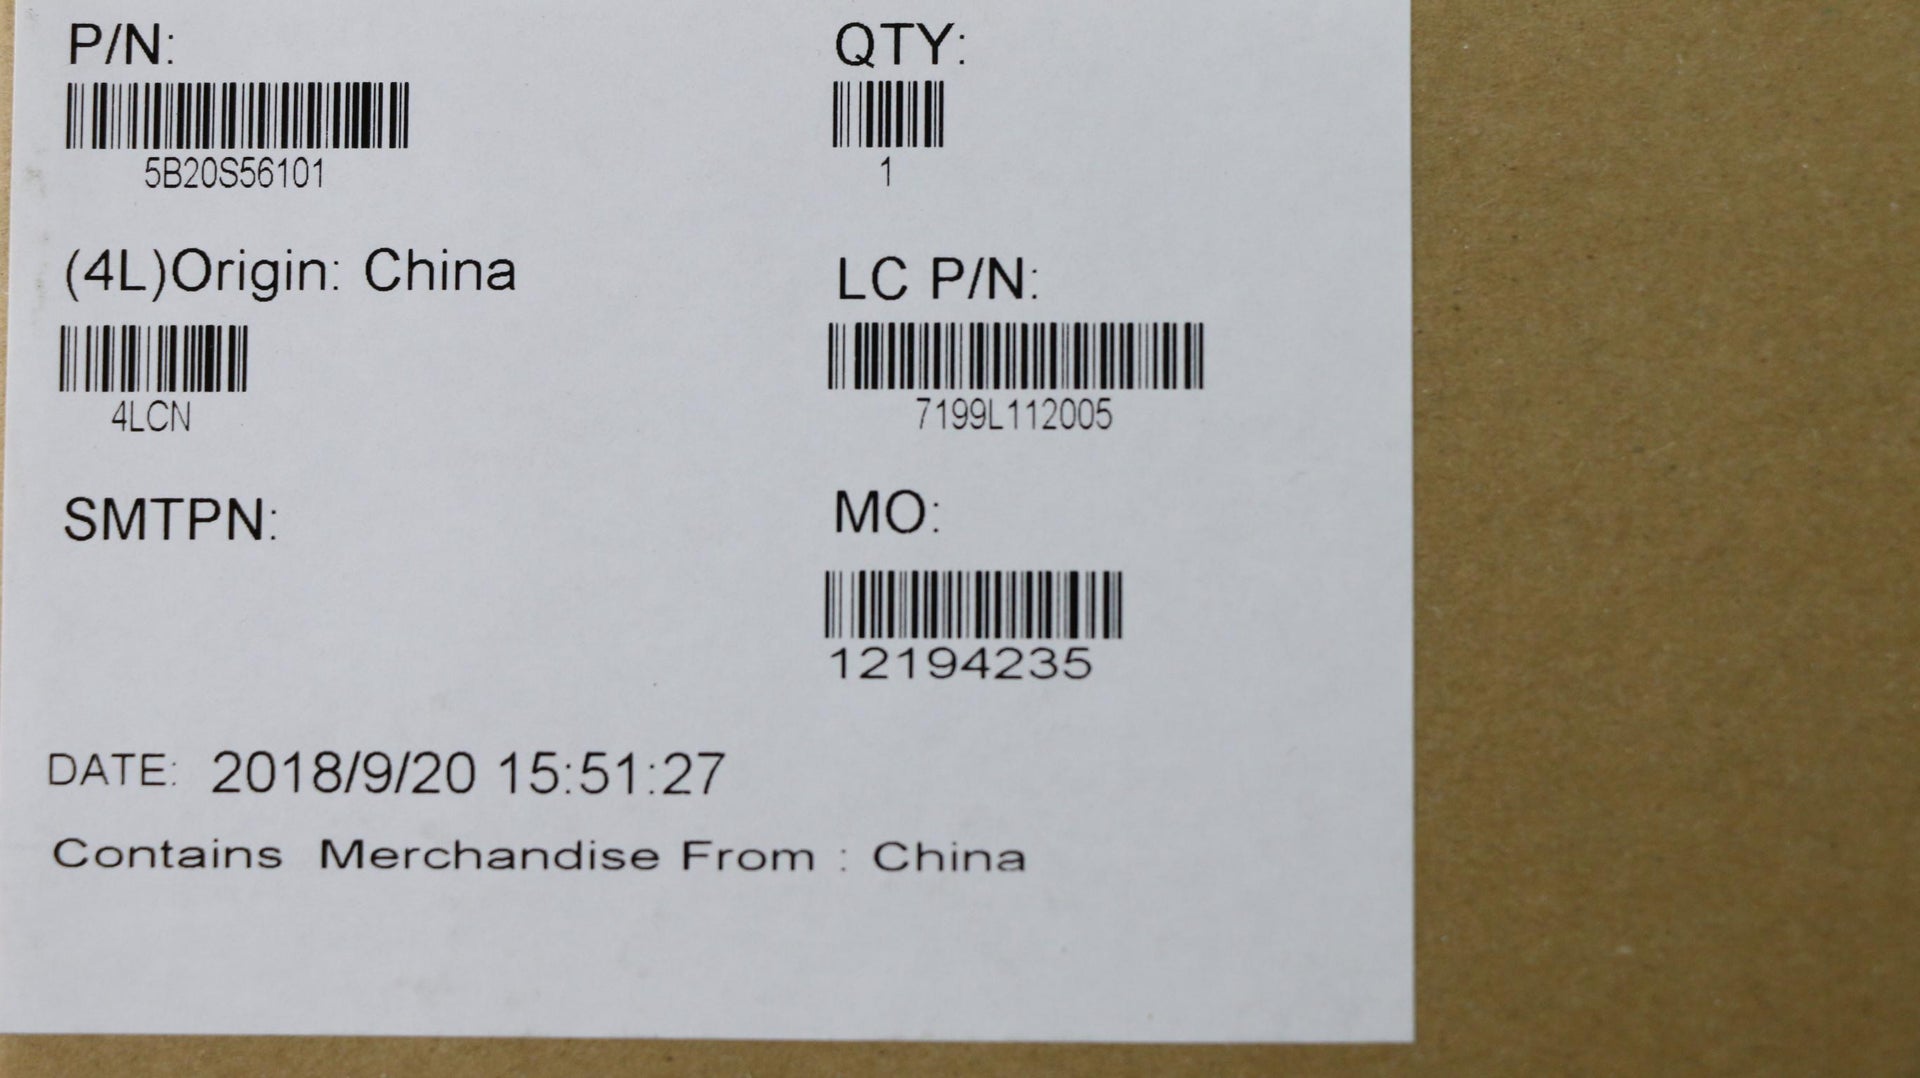 P/N: QTY:
5B20S56101 1
(4L)Origin: China LC P/N:
4LCN 7199L112005
SMTPN: MO:
12194235
DATE: 2018/9/20 15:51:27
Contains Merchandise From : China